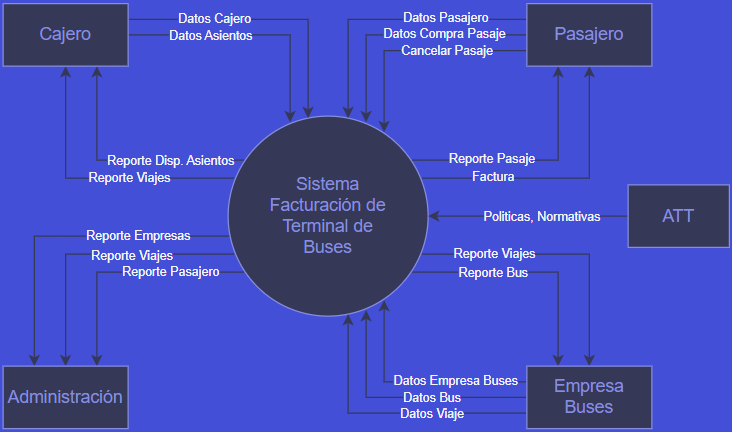 Cajero
Datos Cajero
Datos Asientos
Datos Pasajero
Datos Compra Pasaje
Cancelar Pasaje
Pasajero
Reporte Disp. Asientos
Reporte Viajes
Sistema
Facturación de
Terminal de
Buses
Reporte Pasaje
Factura
Politicas, Normativas
ATT
Reporte Empresas
Reporte Viajes
Reporte Pasajero
Reporte Viajes
Reporte Bus
Administración
Datos Empresa Buses
Datos Bus
Datos Viaje
Empresa
Buses